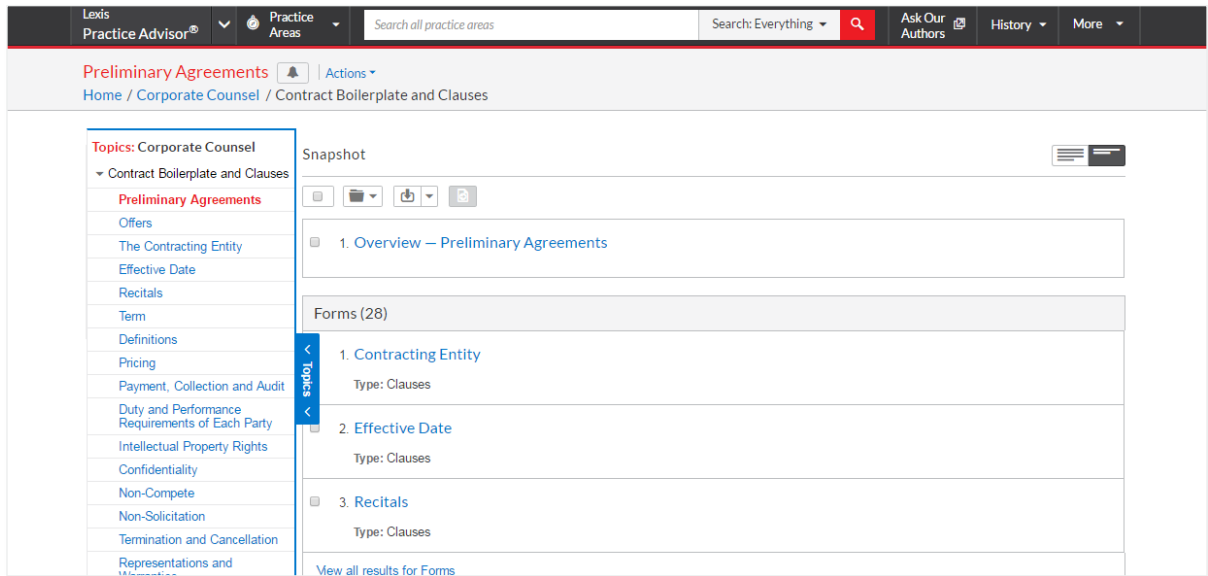 Lexis
Practice Advisor®
Practice
Areas
Search all practice areas
Search: Everything
Ask Our
Authors
History
More
Preliminary Agreements
Actions
Home / Corporate Counsel / Contract Boilerplate and Clauses
Topics: Corporate Counsel
Contract Boilerplate and Clauses
Preliminary Agreements
Offers
The Contracting Entity
Effective Date
Recitals
Term
Definitions
Pricing
Payment, Collection and Audit
Duty and Performance
Requirements of Each Party
Intellectual Property Rights
Confidentiality
Non-Compete
Non-Solicitation
Termination and Cancellation
Representations and
Warranties
Topics
Snapshot
1. Overview — Preliminary Agreements
Forms (28)
1. Contracting Entity
Type: Clauses
2. Effective Date
Type: Clauses
3. Recitals
Type: Clauses
View all results for Forms